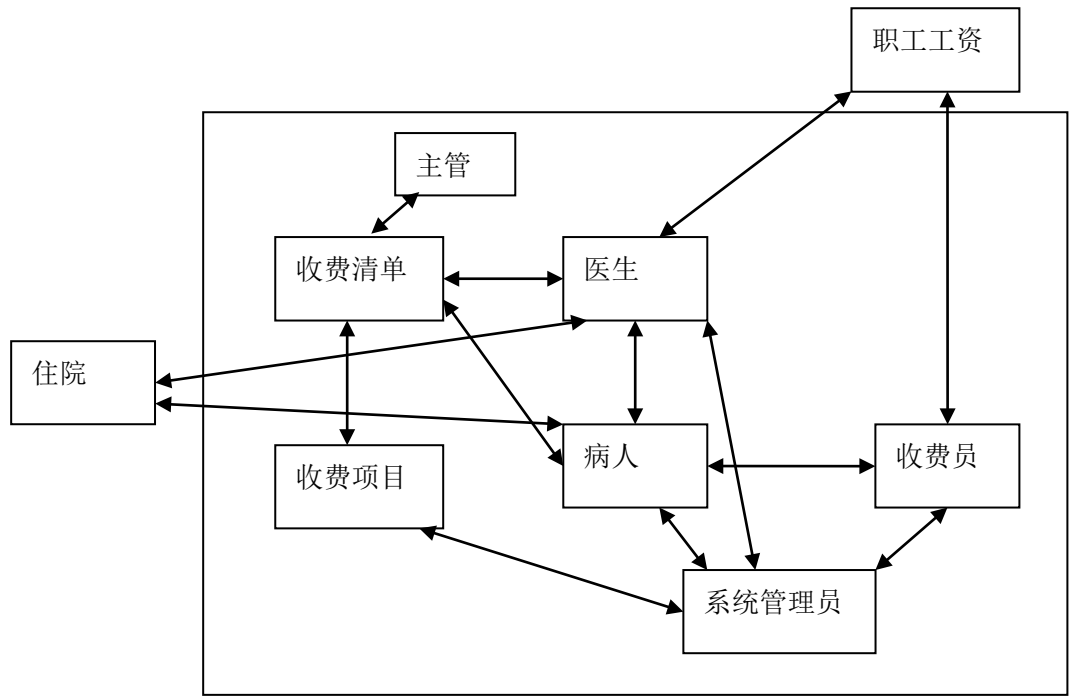 职工工资
主管
收费清单
医生
住院
病人
收费员
收费项目
系统管理员